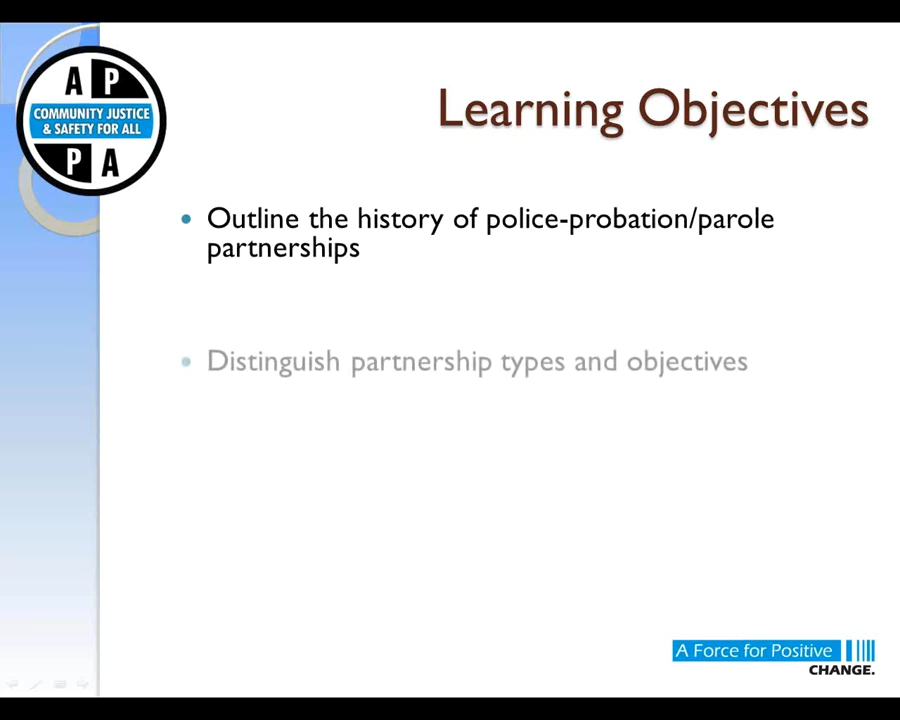 A P
COMMUNITY JUSTICE
& SAFETY FOR ALL
P A
Learning Objectives
Outline the history of police-probation/parole
partnerships
Distinguish partnership types and objectives
A Force for Positive
CHANGE.